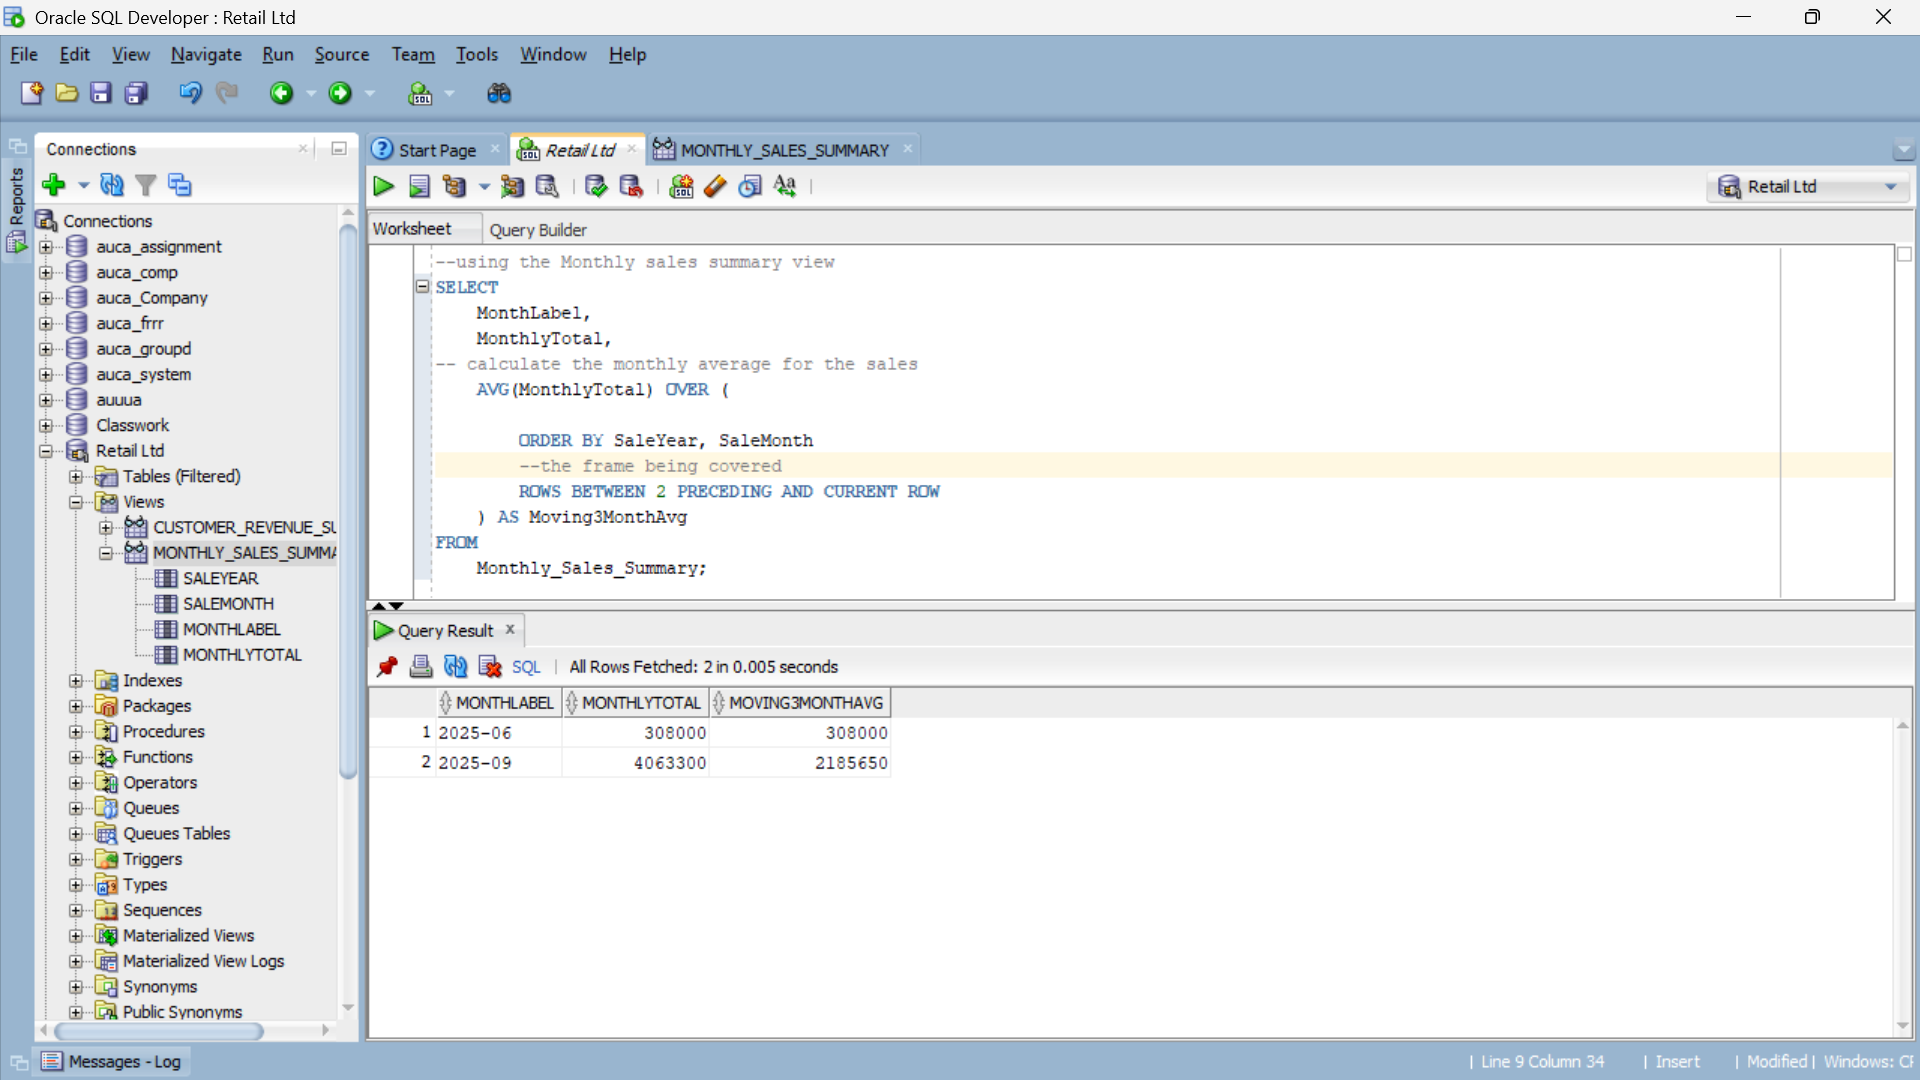 Oracle SQL Developer : Retail Ltd
File Edit View Navigate Run Source Team Tools Window Help
Connections
Start Page
Retail Ltd
MONTHLY_SALES_SUMMARY
Reports
Retail Ltd
Connections
auca_assignment
auca_comp
auca_Company
auca_frrr
auca_groupd
auca_system
auuua
Classwork
Retail Ltd
Tables (Filtered)
Views
CUSTOMER_REVENUE_SU
MONTHLY_SALES_SUMMA
SALEYEAR
SALEMONTH
MONTHLABEL
MONTHLYTOTAL
Indexes
Packages
Procedures
Functions
Operators
Queues
Queues Tables
Triggers
Types
Sequences
Materialized Views
Materialized View Logs
Synonyms
Public Synonyms
Worksheet Query Builder
--using the Monthly sales summary view
SELECT
MonthLabel,
MonthlyTotal,
-- calculate the monthly average for the sales
AVG(MonthlyTotal) OVER (
ORDER BY SaleYear, SaleMonth
--the frame being covered
ROWS BETWEEN 2 PRECEDING AND CURRENT ROW
) AS Moving3MonthAvg
FROM
Monthly_Sales_Summary;
Query Result
SQL All Rows Fetched: 2 in 0.005 seconds
MONTHLABEL MONTHLYTOTAL MOVING3MONTHAVG
1 2025-06 308000 308000
2 2025-09 4063300 2185650
Messages - Log
Line 9 Column 34 Insert Modified Windows: CR